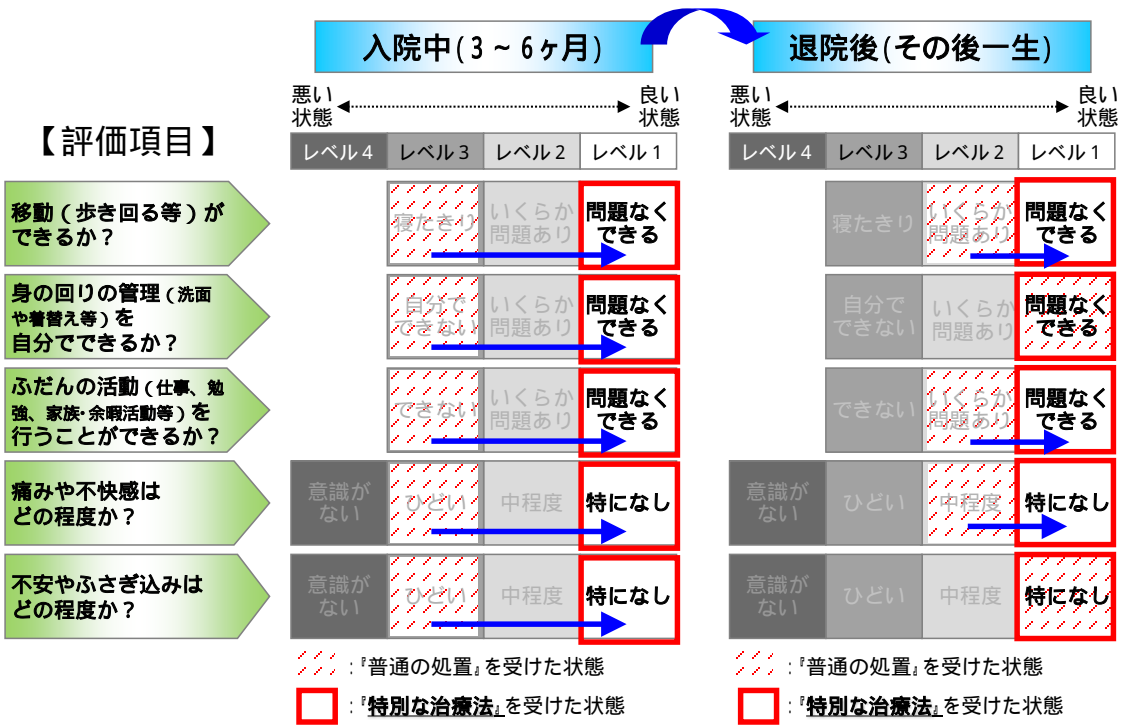 入院中(３～６ヶ月)
退院後(その後一生)
悪い
状態
良い
状態
悪い
状態
良い
状態
【評価項目】
レベル４
レベル３
レベル２
レベル１
レベル４
レベル３
レベル２
レベル１
移動（歩き回る等）が
できるか？
寝たきり
いくらか
問題あり
問題なく
できる
寝たきり
いくらか
問題あり
問題なく
できる
身の回りの管理（洗面
や着替え等）を
自分でできるか？
自分で
できない
いくらか
問題あり
問題なく
できる
自分で
できない
いくらか
問題あり
問題なく
できる
ふだんの活動（仕事、勉
強、家族・余暇活動等）を
行うことができるか？
できない
いくらか
問題あり
問題なく
できる
できない
いくらか
問題あり
問題なく
できる
痛みや不快感は
どの程度か？
意識が
ない
ひどい
中程度
特になし
意識が
ない
ひどい
中程度
特になし
不安やふさぎ込みは
どの程度か？
意識が
ない
ひどい
中程度
特になし
意識が
ない
ひどい
中程度
特になし
：『普通の処置』を受けた状態
：『普通の処置』を受けた状態
：『特別な治療法』を受けた状態
：『特別な治療法』を受けた状態